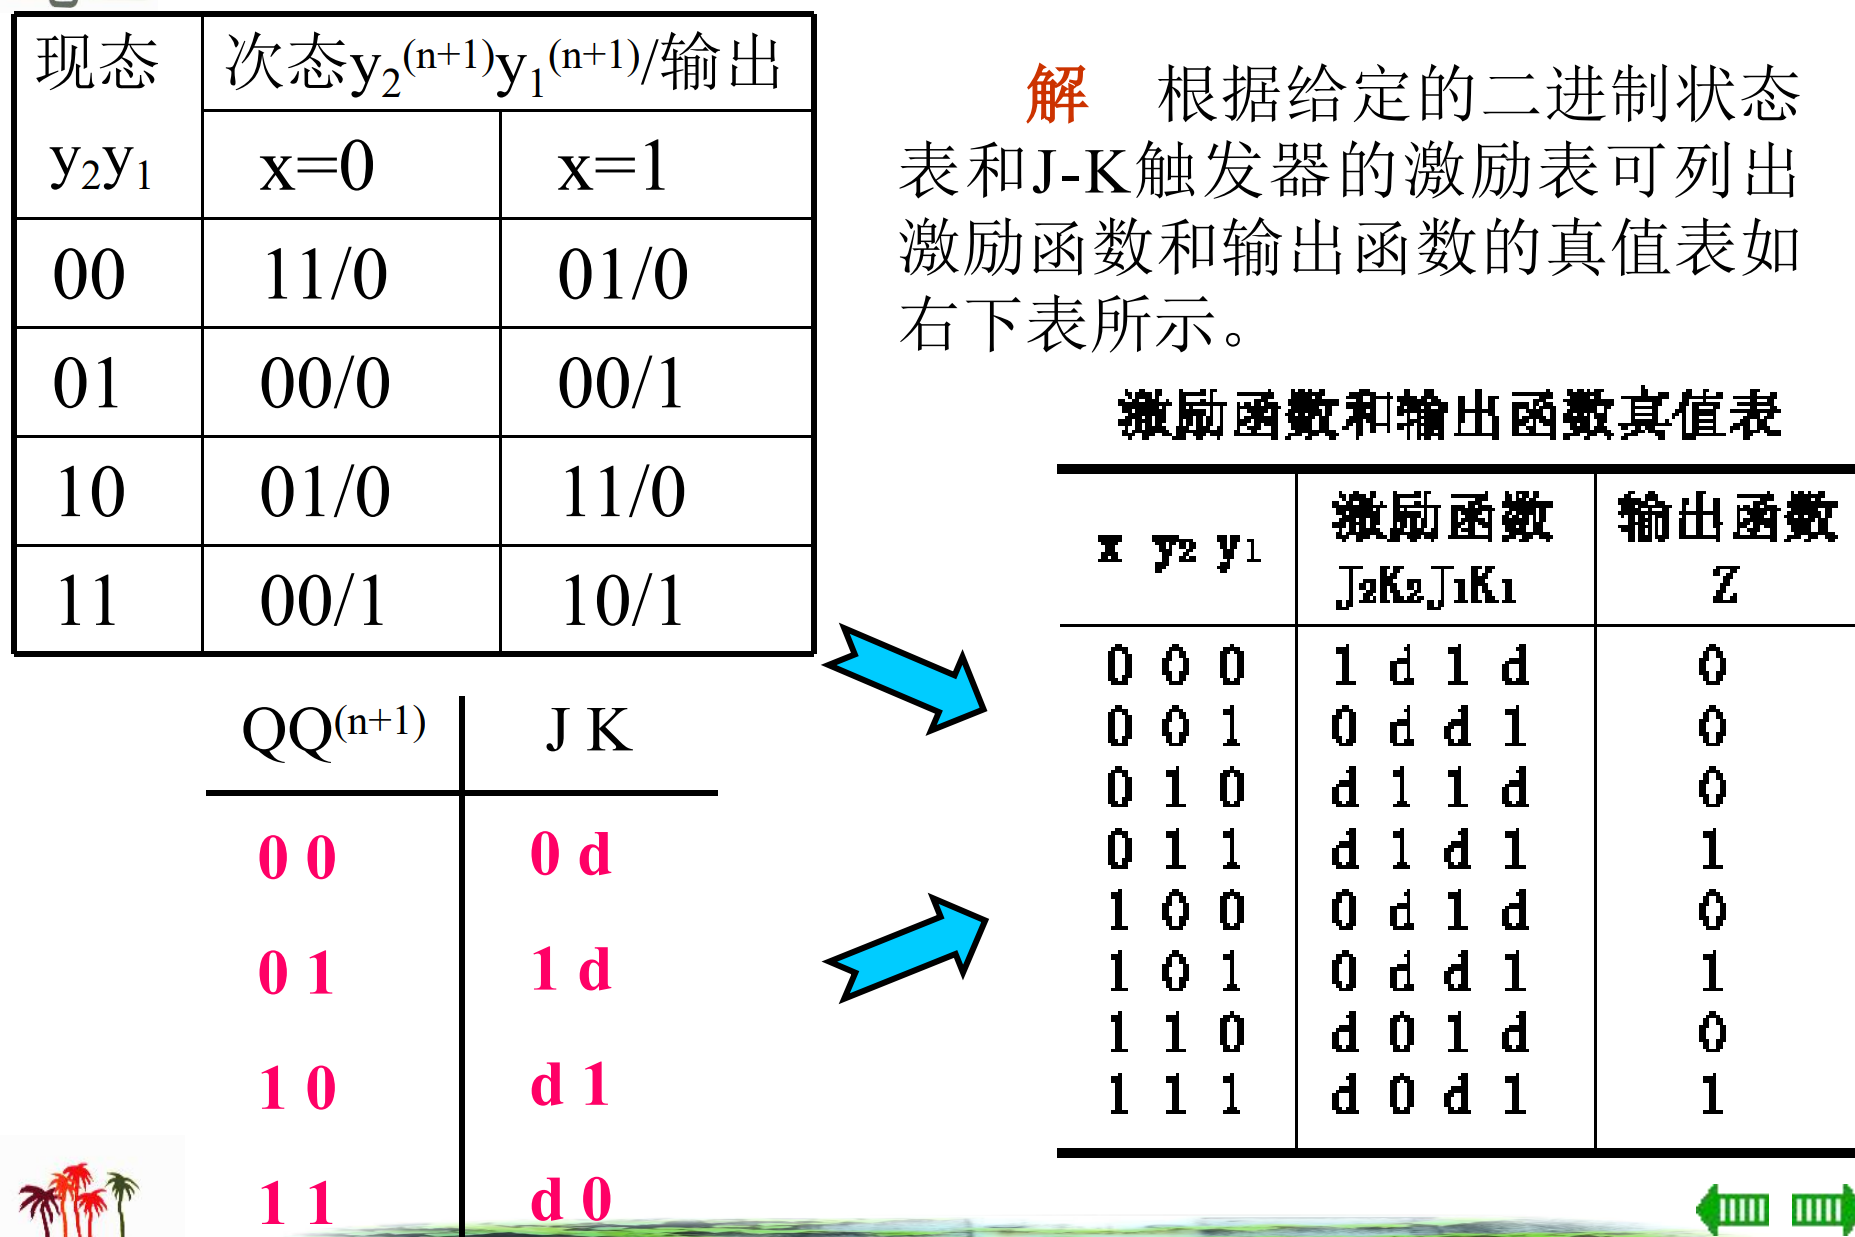 现态 次态y₂⁽ⁿ⁺¹⁾y₁⁽ⁿ⁺¹⁾/输出
y₂y₁ x=0 x=1
00 11/0 01/0
01 00/0 00/1
10 01/0 11/0
11 00/1 10/1
QQ⁽ⁿ⁺¹⁾ J K
0 0 0 d
0 1 1 d
1 0 d 1
1 1 d 0
解 根据给定的二进制状态
表和J-K触发器的激励表可列出
激励函数和输出函数的真值表如
右下表所示。
激励函数和输出函数真值表
x y₂ y₁ 激励函数 输出函数
J₂K₂J₁K₁ Z
0 0 0 1 d 1 d 0
0 0 1 0 d d 1 0
0 1 0 d 1 1 d 0
0 1 1 d 1 d 1 1
1 0 0 0 d 1 d 0
1 0 1 0 d d 1 1
1 1 0 d 0 1 d 0
1 1 1 d 0 d 1 1